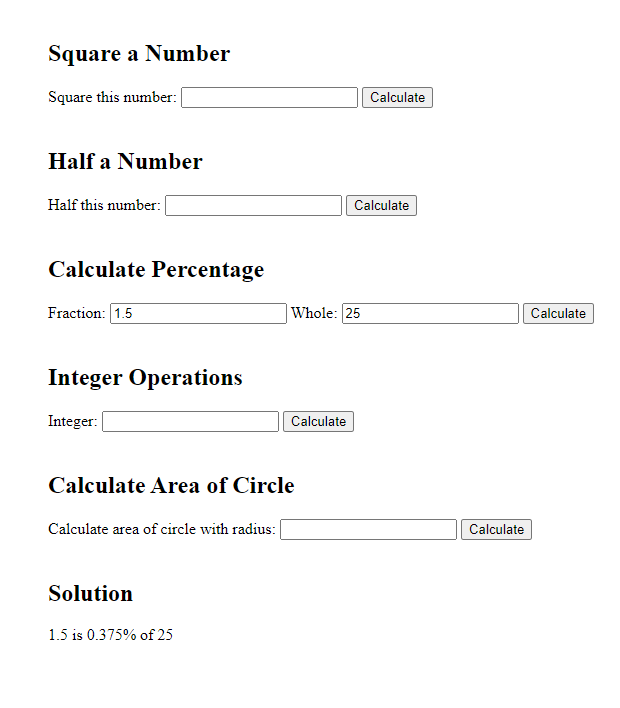 Square a Number
Square this number: Calculate
Half a Number
Half this number: Calculate
Calculate Percentage
Fraction: 1.5 Whole: 25 Calculate
Integer Operations
Integer: Calculate
Calculate Area of Circle
Calculate area of circle with radius: Calculate
Solution
1.5 is 0.375% of 25